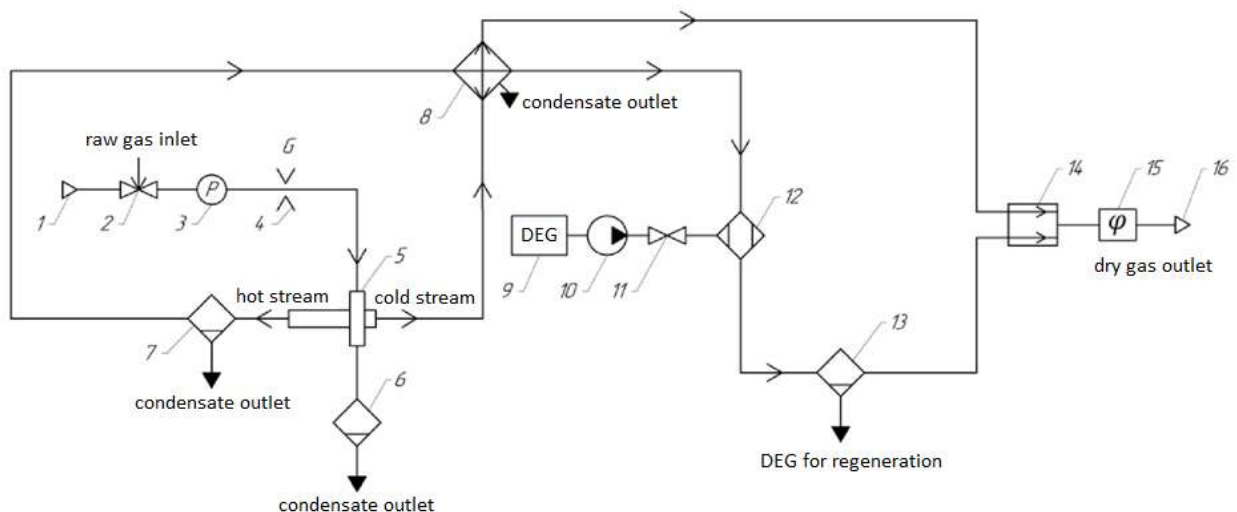 condensate outlet
8
raw gas inlet
G
14
15
16
P
12
φ
1
2
3
4
DEG
5
9
10
11
dry gas outlet
hot stream
cold stream
13
7
6
condensate outlet
DEG for regeneration
condensate outlet